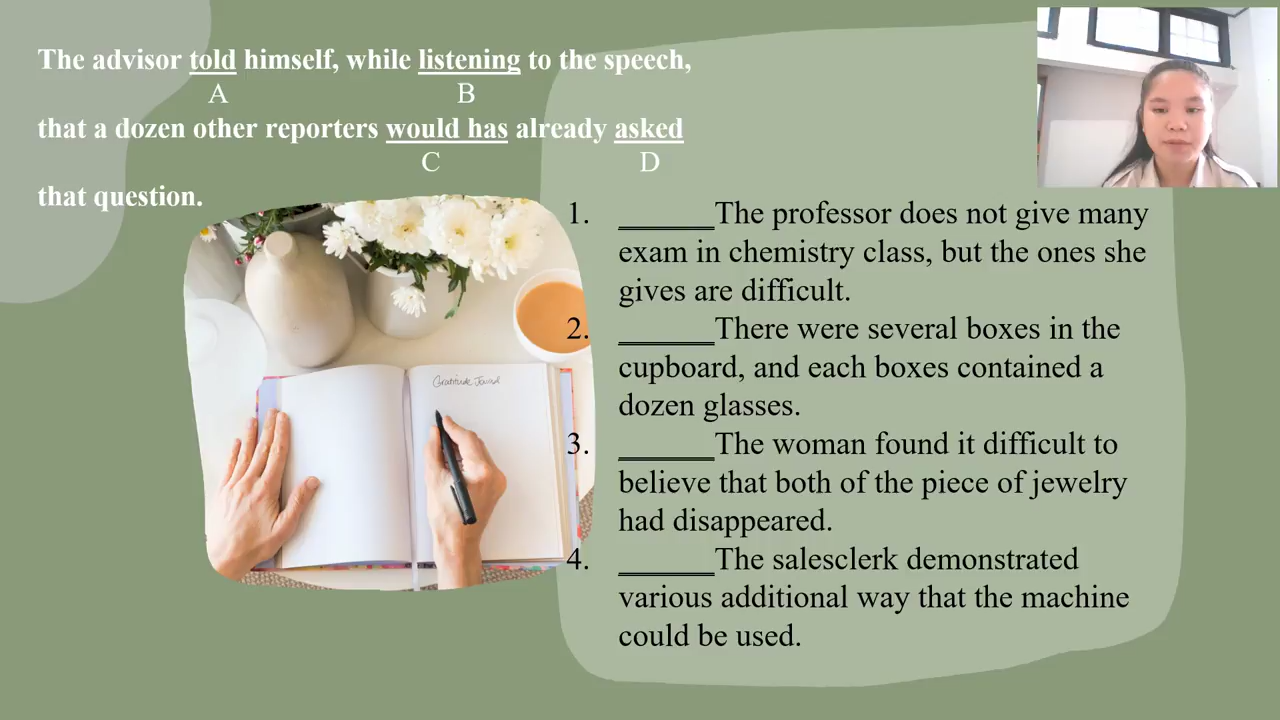 The advisor told himself, while listening to the speech,
A B
that a dozen other reporters would has already asked
C D
that question.
1. ______The professor does not give many
exam in chemistry class, but the ones she
gives are difficult.
2. ______There were several boxes in the
cupboard, and each boxes contained a
dozen glasses.
3. ______The woman found it difficult to
believe that both of the piece of jewelry
had disappeared.
4. ______The salesclerk demonstrated
various additional way that the machine
could be used.
Gratitude Journal